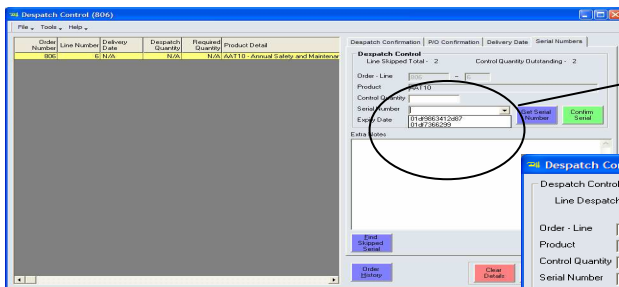 Despatch Control (806)
File Tools Help
Order Number Line Number Delivery Date Despatch Quantity Required Quantity Product Detail
806 6 N/A N/A N/A AAT10 - Annual Safety and Maintenar
Despatch Confirmation P/O Confirmation Delivery Date Serial Numbers
Despatch Control
Line Skipped Total - 2 Control Quantity Outstanding - 2
Order - Line 806 - 6
Product AAT10
Control Quantity
Serial Number Get Serial Number Confirm Serial
Expiry Date
01df9863412d87
01df7366299
Extra Notes
Find Skipped Serial
Order History Clear Details
Despatch Co
Despatch Control
Line Despatch
Order - Line
Product
Control Quantity
Serial Number